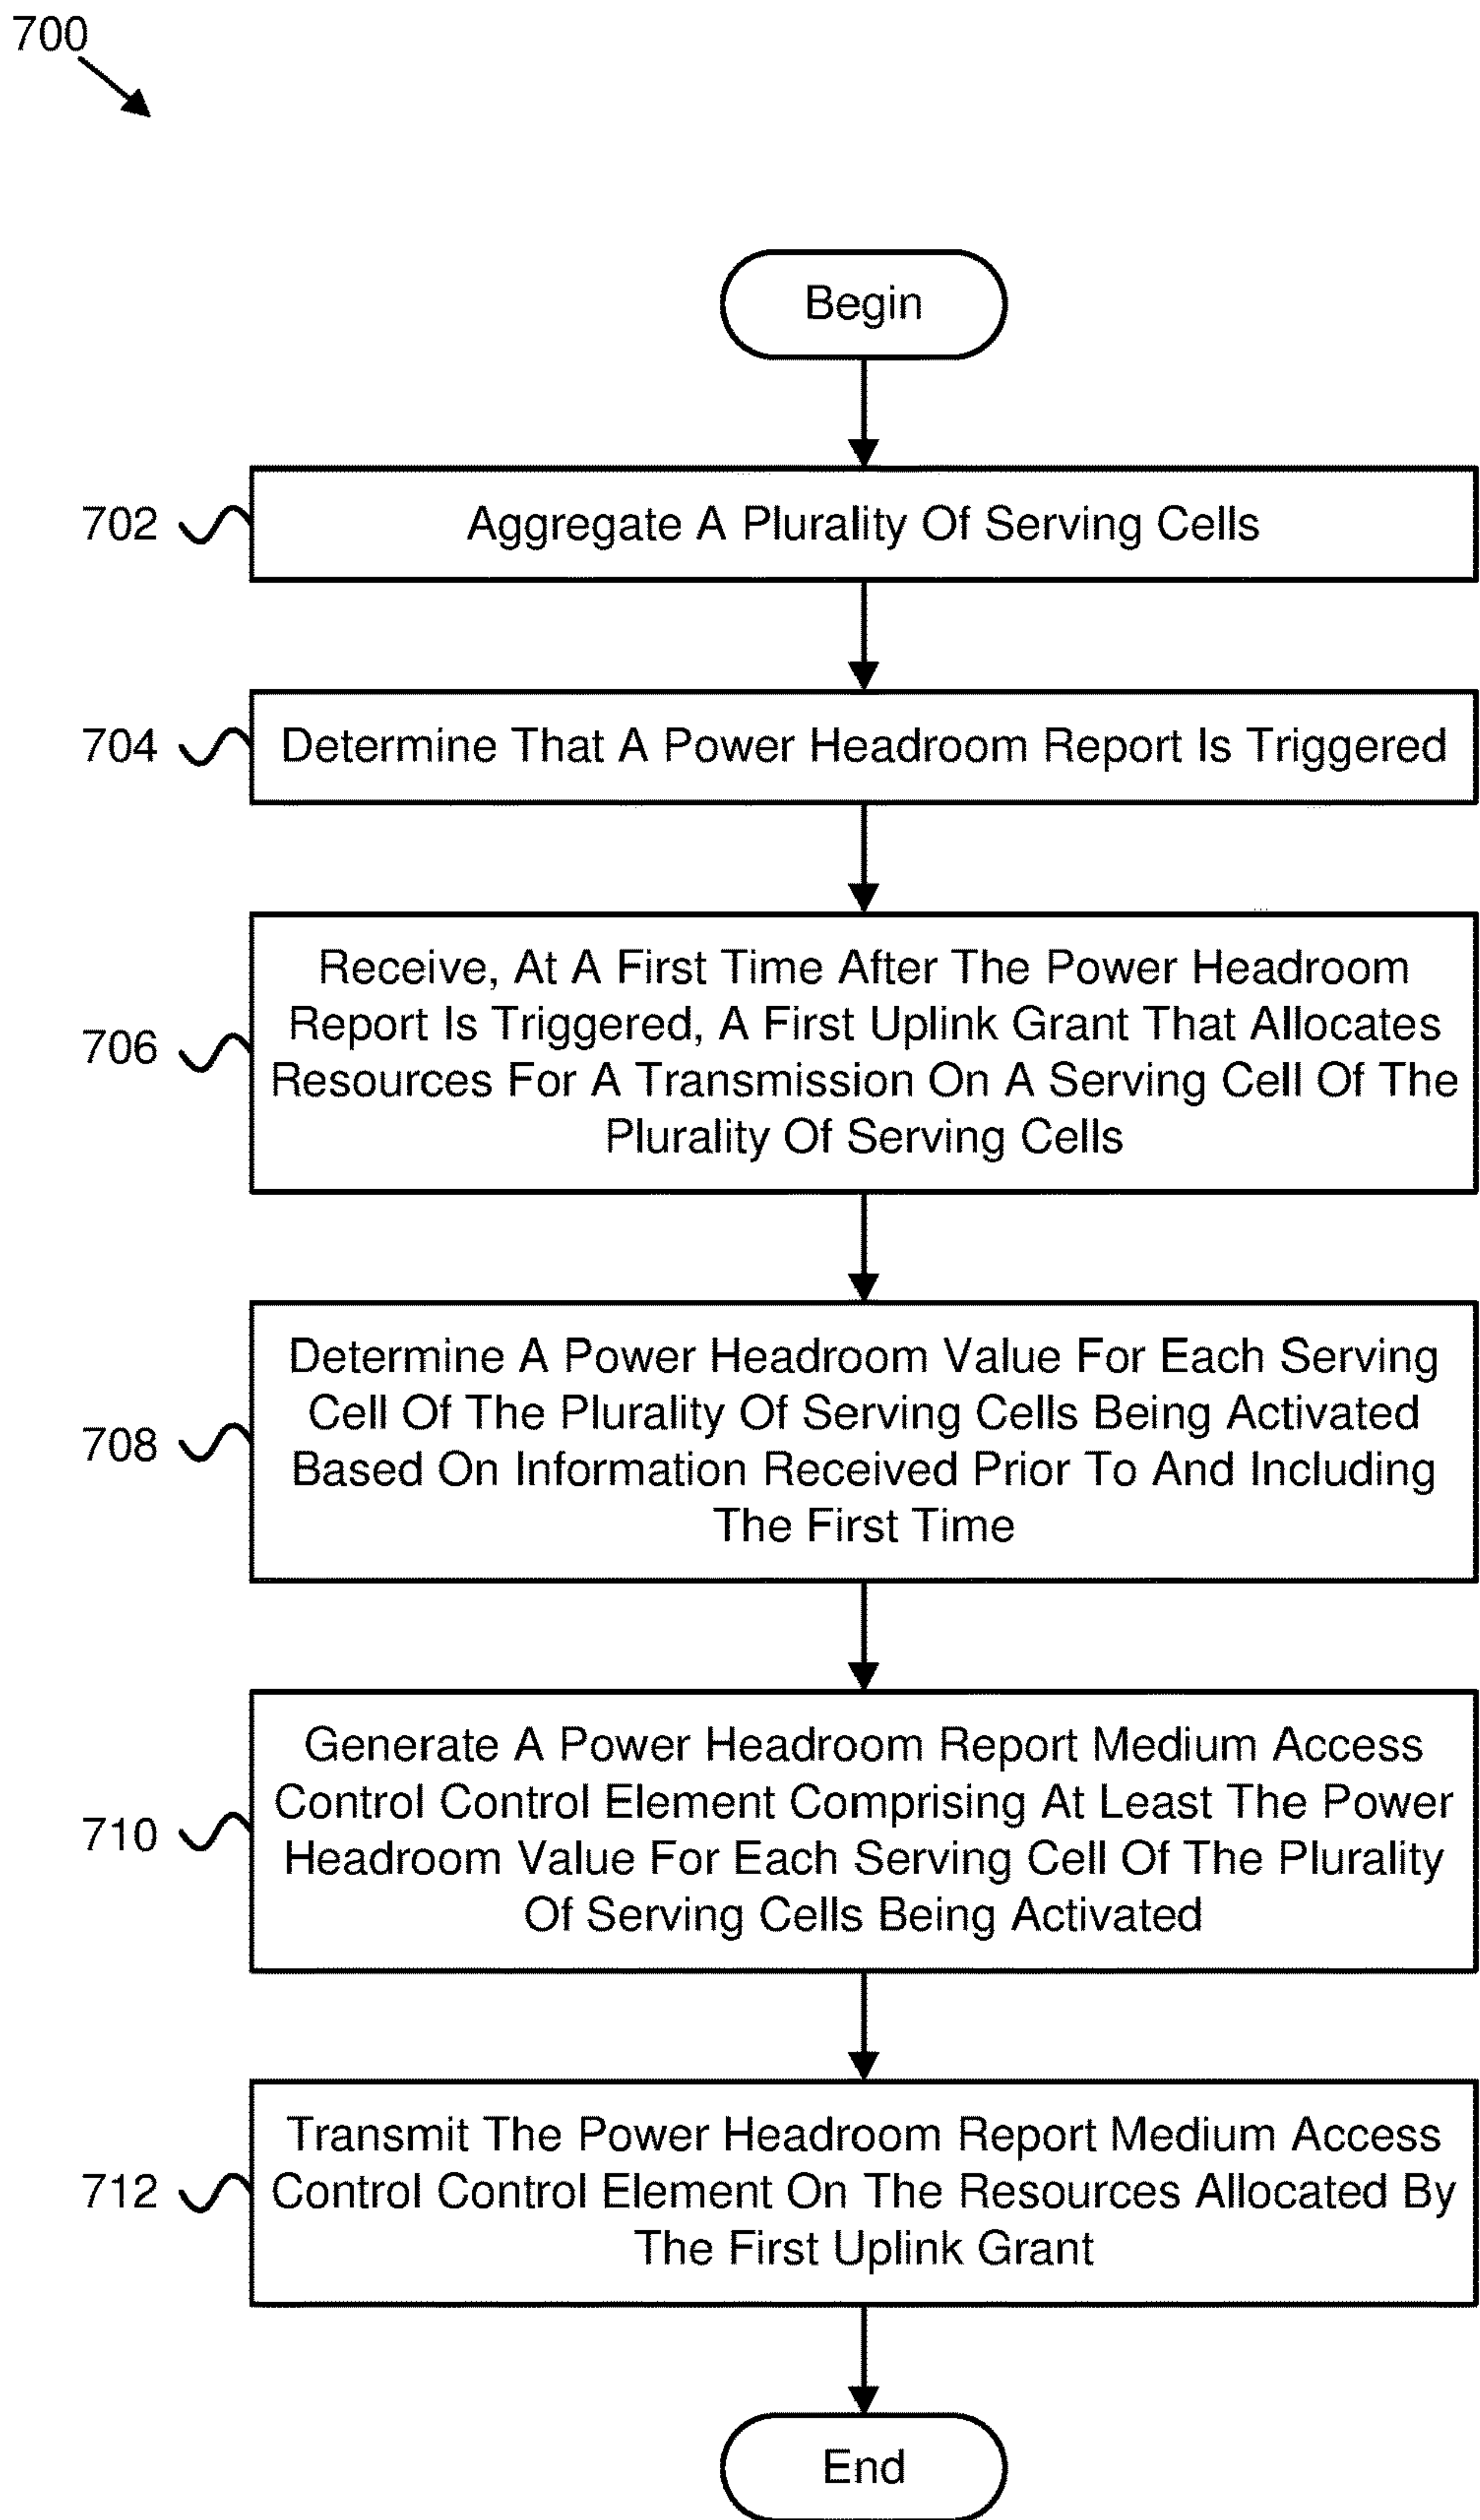 700
Begin
702
Aggregate A Plurality Of Serving Cells
704
Determine That A Power Headroom Report Is Triggered
706
Receive, At A First Time After The Power Headroom
Report Is Triggered, A First Uplink Grant That Allocates
Resources For A Transmission On A Serving Cell Of The
Plurality Of Serving Cells
708
Determine A Power Headroom Value For Each Serving
Cell Of The Plurality Of Serving Cells Being Activated
Based On Information Received Prior To And Including
The First Time
710
Generate A Power Headroom Report Medium Access
Control Control Element Comprising At Least The Power
Headroom Value For Each Serving Cell Of The Plurality
Of Serving Cells Being Activated
712
Transmit The Power Headroom Report Medium Access
Control Control Element On The Resources Allocated By
The First Uplink Grant
End